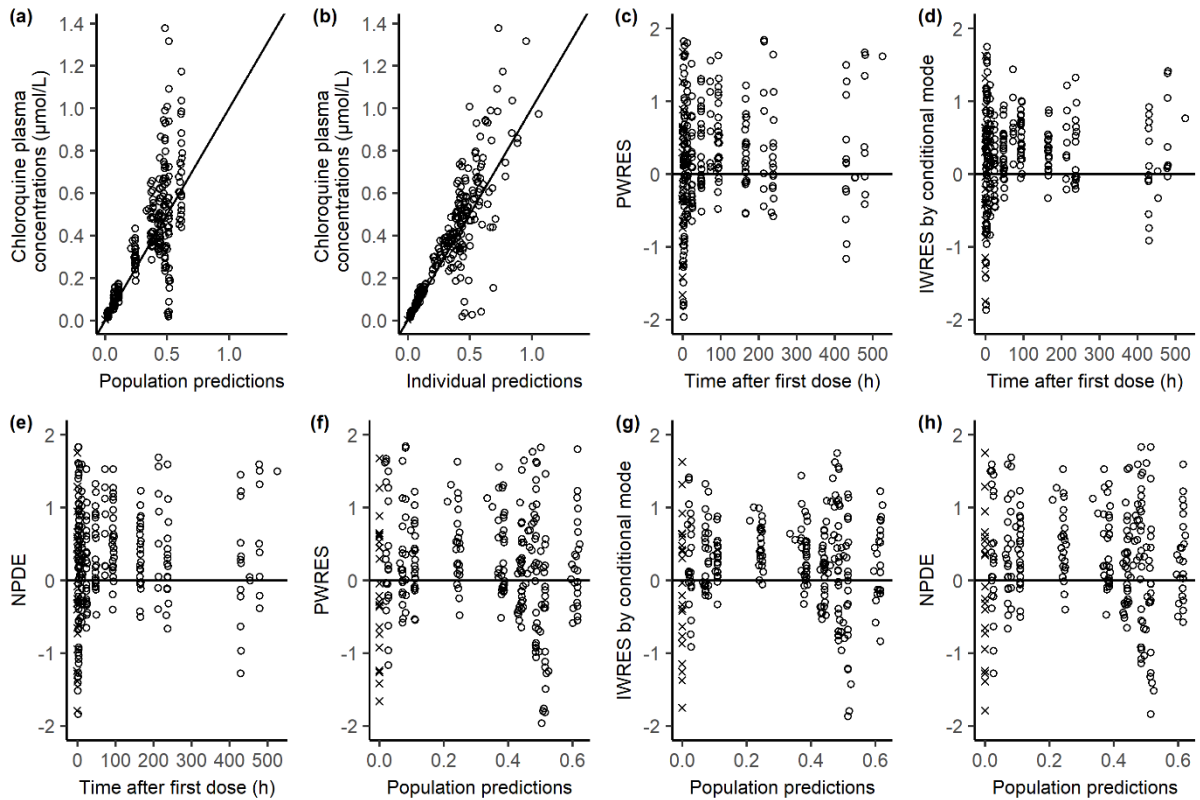 (a)
Chloroquine plasma
concentrations (μmol/L)
1.4
1.2
1.0
0.8
0.6
0.4
0.2
0.0
0.0 0.5 1.0
Population predictions
(b)
Chloroquine plasma
concentrations (μmol/L)
1.4
1.2
1.0
0.8
0.6
0.4
0.2
0.0
0.0 0.5 1.0
Individual predictions
(c)
PWRES
2
1
0
-1
-2
0 100 200 300 400 500
Time after first dose (h)
(d)
IWRES by conditional mode
2
1
0
-1
-2
0 100 200 300 400 500
Time after first dose (h)
(e)
NPDE
2
1
0
-1
-2
0 100 200 300 400 500
Time after first dose (h)
(f)
PWRES
2
1
0
-1
-2
0.0 0.2 0.4 0.6
Population predictions
(g)
IWRES by conditional mode
2
1
0
-1
-2
0.0 0.2 0.4 0.6
Population predictions
(h)
NPDE
2
1
0
-1
-2
0.0 0.2 0.4 0.6
Population predictions